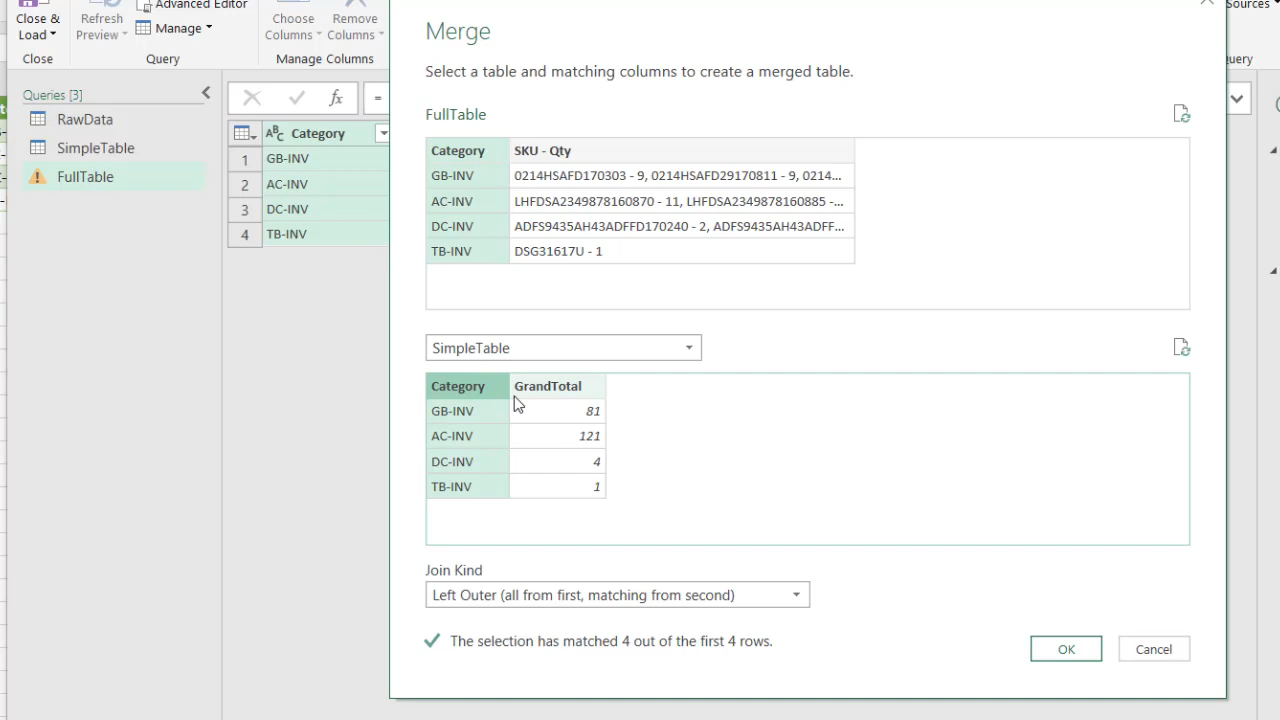 Close &
Load
Close
Refresh
Preview
Advanced Editor
Manage
Query
Choose
Columns
Remove
Columns
Manage Columns
Sources
Queries [3]
RawData
SimpleTable
FullTable
fx =
ABC Category
1 GB-INV
2 AC-INV
3 DC-INV
4 TB-INV
Merge
Select a table and matching columns to create a merged table.
FullTable
Category SKU - Qty
GB-INV 0214HSAFD170303 - 9, 0214HSAFD29170811 - 9, 0214...
AC-INV LHFDSA2349878160870 - 11, LHFDSA2349878160885 -...
DC-INV ADFS9435AH43ADFFD170240 - 2, ADFS9435AH43ADFF...
TB-INV DSG31617U - 1
SimpleTable
Category GrandTotal
GB-INV 81
AC-INV 121
DC-INV 4
TB-INV 1
Join Kind
Left Outer (all from first, matching from second)
The selection has matched 4 out of the first 4 rows.
OK Cancel